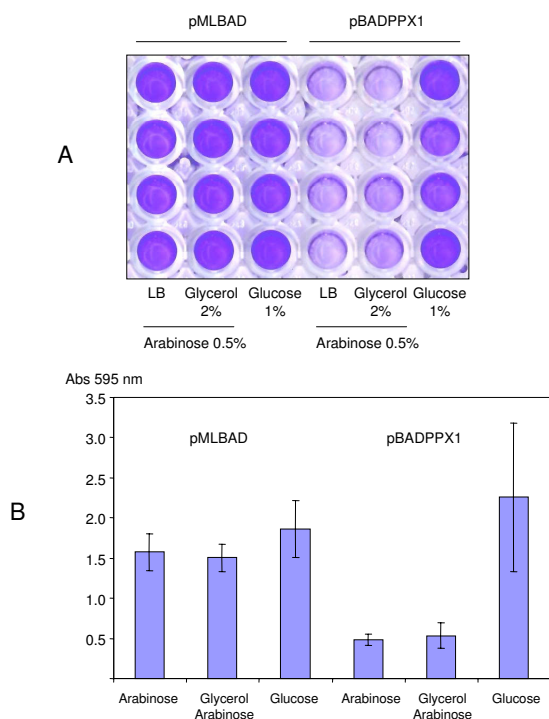 pMLBAD pBADPPX1
A
LB Glycerol Glucose LB Glycerol Glucose
2% 1% 2% 1%
Arabinose 0.5% Arabinose 0.5%
Abs 595 nm
3.5
pMLBAD pBADPPX1
3.0
2.5
B
2.0
1.5
1.0
0.5
Arabinose Glycerol Glucose Arabinose Glycerol Glucose
Arabinose Arabinose